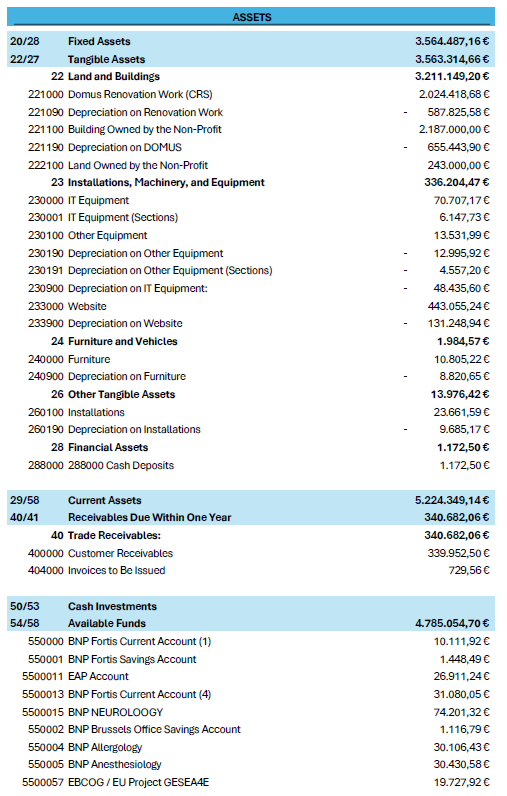 ASSETS
20/28 Fixed Assets 3.564.487,16 €
22/27 Tangible Assets 3.563.314,66 €
22 Land and Buildings 3.211.149,20 €
221000 Domus Renovation Work (CRS) 2.024.418,68 €
221090 Depreciation on Renovation Work - 587.825,58 €
221100 Building Owned by the Non-Profit 2.187.000,00 €
221190 Depreciation on DOMUS - 655.443,90 €
222100 Land Owned by the Non-Profit 243.000,00 €
23 Installations, Machinery, and Equipment 336.204,47 €
230000 IT Equipment 70.707,17 €
230001 IT Equipment (Sections) 6.147,73 €
230100 Other Equipment 13.531,99 €
230190 Depreciation on Other Equipment - 12.995,92 €
230191 Depreciation on Other Equipment (Sections) - 4.557,20 €
230900 Depreciation on IT Equipment: - 48.435,60 €
233000 Website 443.055,24 €
233900 Depreciation on Website - 131.248,94 €
24 Furniture and Vehicles 1.984,57 €
240000 Furniture 10.805,22 €
240900 Depreciation on Furniture - 8.820,65 €
26 Other Tangible Assets 13.976,42 €
260100 Installations 23.661,59 €
260190 Depreciation on Installations - 9.685,17 €
28 Financial Assets 1.172,50 €
288000 288000 Cash Deposits 1.172,50 €
29/58 Current Assets 5.224.349,14 €
40/41 Receivables Due Within One Year 340.682,06 €
40 Trade Receivables: 340.682,06 €
400000 Customer Receivables 339.952,50 €
404000 Invoices to Be Issued 729,56 €
50/53 Cash Investments
54/58 Available Funds 4.785.054,70 €
550000 BNP Fortis Current Account (1) 10.111,92 €
550001 BNP Fortis Savings Account 1.448,49 €
5500011 EAP Account 26.911,24 €
5500013 BNP Fortis Current Account (4) 31.080,05 €
5500015 BNP NEUROLOOGY 74.201,32 €
550002 BNP Brussels Office Savings Account 1.116,79 €
550004 BNP Allergology 30.106,43 €
550005 BNP Anesthesiology 30.430,58 €
5500057 EBCOG / EU Project GESEA4E 19.727,92 €